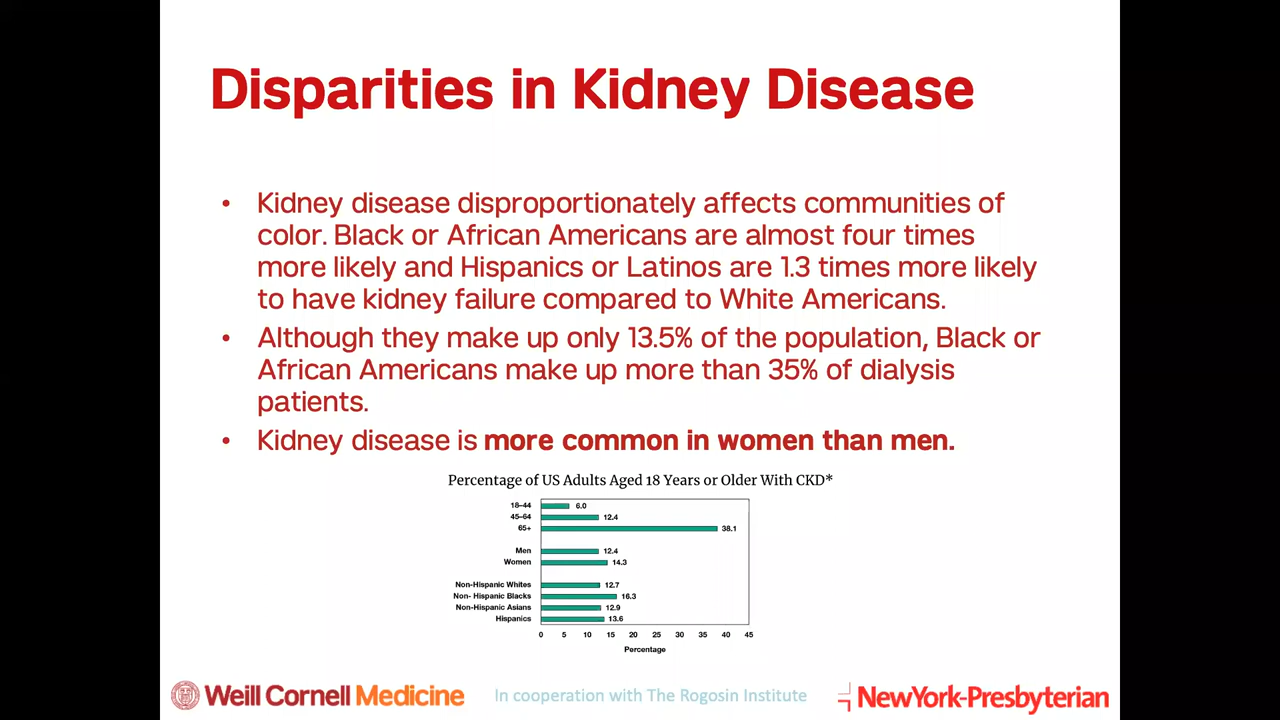 Disparities in Kidney Disease
• Kidney disease disproportionately affects communities of
color. Black or African Americans are almost four times
more likely and Hispanics or Latinos are 1.3 times more likely
to have kidney failure compared to White Americans.
• Although they make up only 13.5% of the population, Black or
African Americans make up more than 35% of dialysis
patients.
• Kidney disease is more common in women than men.
Percentage of US Adults Aged 18 Years or Older With CKD*
18–44 6.0
45–64 12.4
65+ 38.1
Men 12.4
Women 14.3
Non-Hispanic Whites 12.7
Non- Hispanic Blacks 16.3
Non-Hispanic Asians 12.9
Hispanics 13.6
0 5 10 15 20 25 30 35 40 45
Percentage
Weill Cornell Medicine In cooperation with The Rogosin Institute NewYork-Presbyterian